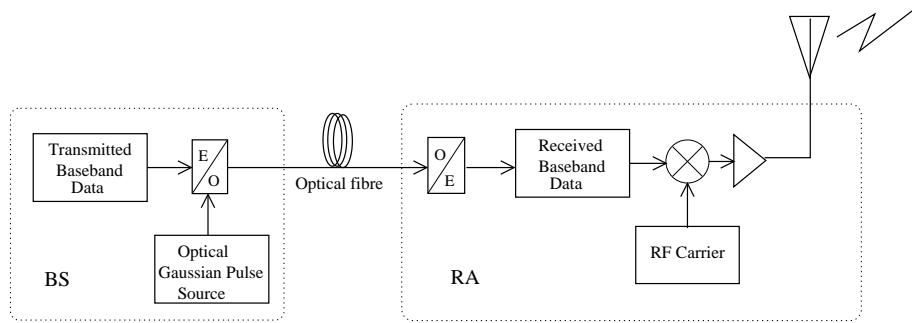 Transmitted
Baseband
Data
E
O
Optical fibre
O
E
Received
Baseband
Data
Optical
Gaussian Pulse
Source
RF Carrier
BS
RA